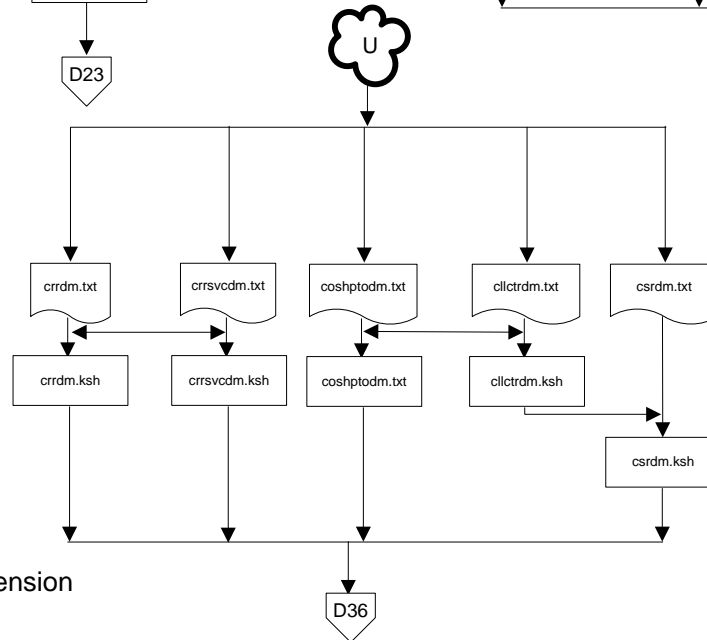 U
D23
crrdm.txt
crrsvcdm.txt
coshptodm.txt
cllctrdm.txt
csrdm.txt
crrdm.ksh
crrsvcdm.ksh
coshptodm.txt
cllctrdm.ksh
csrdm.ksh
ension
D36